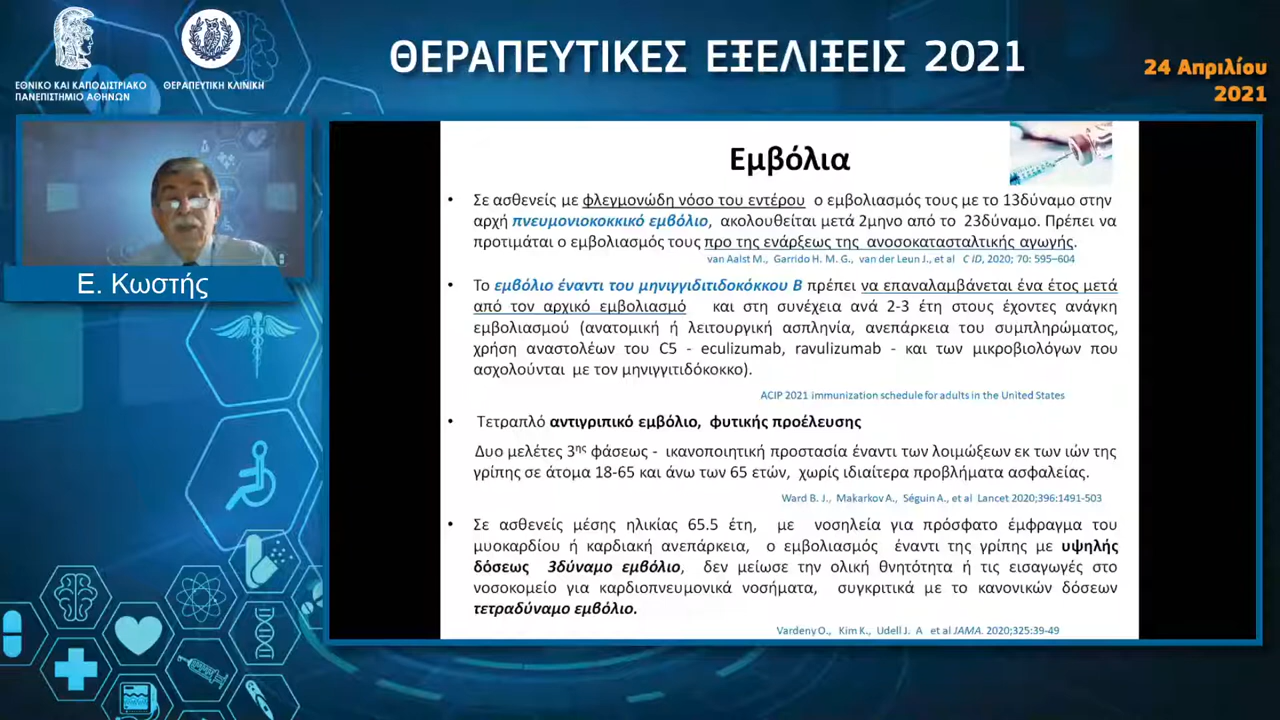 ΘΕΡΑΠΕΥΤΙΚΕΣ ΕΞΕΛΙΞΕΙΣ 2021
24 Απριλίου
2021
ΕΘΝΙΚΟ ΚΑΙ ΚΑΠΟΔΙΣΤΡΙΑΚΟ
ΠΑΝΕΠΙΣΤΗΜΙΟ ΑΘΗΝΩΝ
ΘΕΡΑΠΕΥΤΙΚΗ ΚΛΙΝΙΚΗ
Ε. Κωστής
Εμβόλια
• Σε ασθενείς με φλεγμονώδη νόσο του εντέρου ο εμβολιασμός τους με το 13δύναμο στην
αρχή πνευμονιοκοκκικό εμβόλιο, ακολουθείται μετά 2μηνο από το 23δύναμο. Πρέπει να
προτιμάται ο εμβολιασμός τους προ της ενάρξεως της ανοσοκατασταλτικής αγωγής.
van Aalst M., Garrido H. M. G., van der Leun J., et al C ID, 2020; 70: 595–604
• Το εμβόλιο έναντι του μηνιγγιδιτιδοκόκκου Β πρέπει να επαναλαμβάνεται ένα έτος μετά
από τον αρχικό εμβολιασμό και στη συνέχεια ανά 2-3 έτη στους έχοντες ανάγκη
εμβολιασμού (ανατομική ή λειτουργική ασπληνία, ανεπάρκεια του συμπληρώματος,
χρήση αναστολέων του C5 - eculizumab, ravulizumab - και των μικροβιολόγων που
ασχολούνται με τον μηνιγγιτιδόκοκκο).
ACIP 2021 immunization schedule for adults in the United States
• Τετραπλό αντιγριπικό εμβόλιο, φυτικής προέλευσης
Δυο μελέτες 3ης φάσεως - ικανοποιητική προστασία έναντι των λοιμώξεων εκ των ιών της
γρίπης σε άτομα 18-65 και άνω των 65 ετών, χωρίς ιδιαίτερα προβλήματα ασφαλείας.
Ward B. J., Makarkov A., Séguin A., et al Lancet 2020;396:1491-503
• Σε ασθενείς μέσης ηλικίας 65.5 έτη, με νοσηλεία για πρόσφατο έμφραγμα του
μυοκαρδίου ή καρδιακή ανεπάρκεια, ο εμβολιασμός έναντι της γρίπης με υψηλής
δόσεως 3δύναμο εμβόλιο, δεν μείωσε την ολική θνητότητα ή τις εισαγωγές στο
νοσοκομείο για καρδιοπνευμονικά νοσήματα, συγκριτικά με το κανονικών δόσεων
τετραδύναμο εμβόλιο.
Vardeny O., Kim K., Udell J. A et al JAMA. 2020;325:39-49